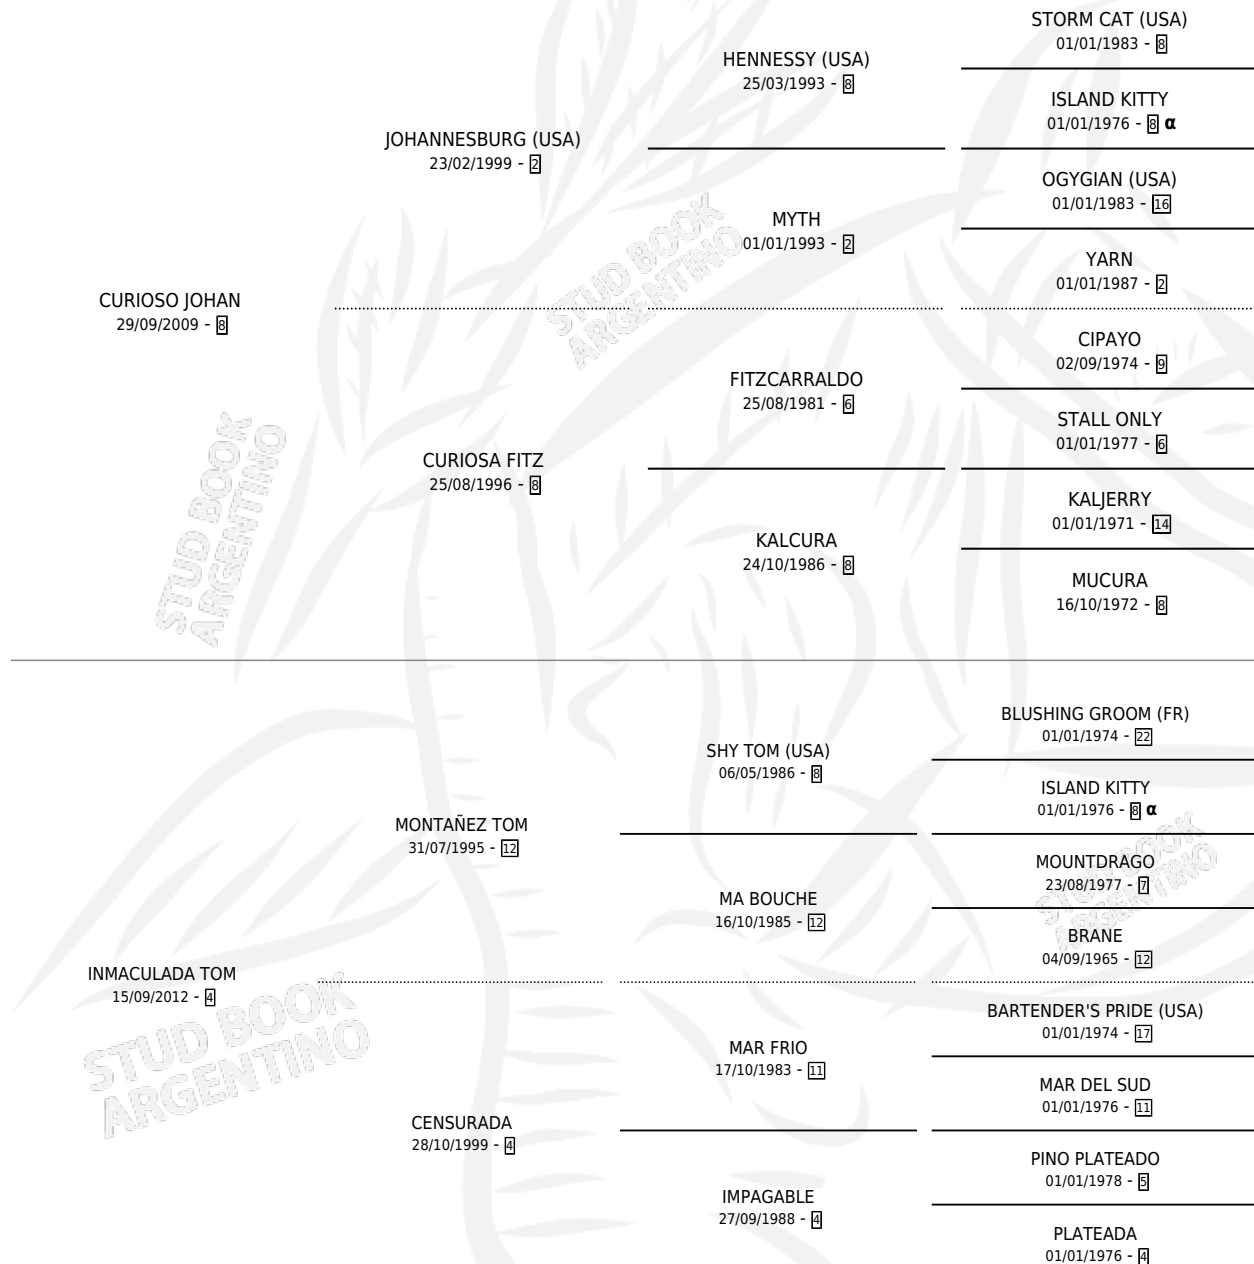 STORM CAT (USA)
01/01/1983 - 8
HENNESSY (USA)
25/03/1993 - 8
ISLAND KITTY
01/01/1976 - 8 α
JOHANNESBURG (USA)
23/02/1999 - 2
OGYGIAN (USA)
01/01/1983 - 16
MYTH
01/01/1993 - 2
YARN
01/01/1987 - 2
CURIOSO JOHAN
29/09/2009 - 8
STUD BOOK
ARGENTINO
CIPAYO
02/09/1974 - 9
FITZCARRALDO
25/08/1981 - 6
STALL ONLY
01/01/1977 - 6
CURIOSA FITZ
25/08/1996 - 8
STUD BOOK
ARGENTINO
KALJERRY
01/01/1971 - 14
KALCURA
24/10/1986 - 8
MUCURA
16/10/1972 - 8
BLUSHING GROOM (FR)
01/01/1974 - 22
SHY TOM (USA)
06/05/1986 - 8
ISLAND KITTY
01/01/1976 - 8 α
MONTAÑEZ TOM
31/07/1995 - 12
MOUNTDRAGO
23/08/1977 - 7
STUD BOOK
ARGENTINO
MA BOUCHE
16/10/1985 - 12
BRANE
04/09/1965 - 12
INMACULADA TOM
15/09/2012 - 4
STUD BOOK
ARGENTINO
BARTENDER'S PRIDE (USA)
01/01/1974 - 17
MAR FRIO
17/10/1983 - 11
MAR DEL SUD
01/01/1976 - 11
CENSURADA
28/10/1999 - 4
PINO PLATEADO
01/01/1978 - 5
IMPAGABLE
27/09/1988 - 4
PLATEADA
01/01/1976 - 4